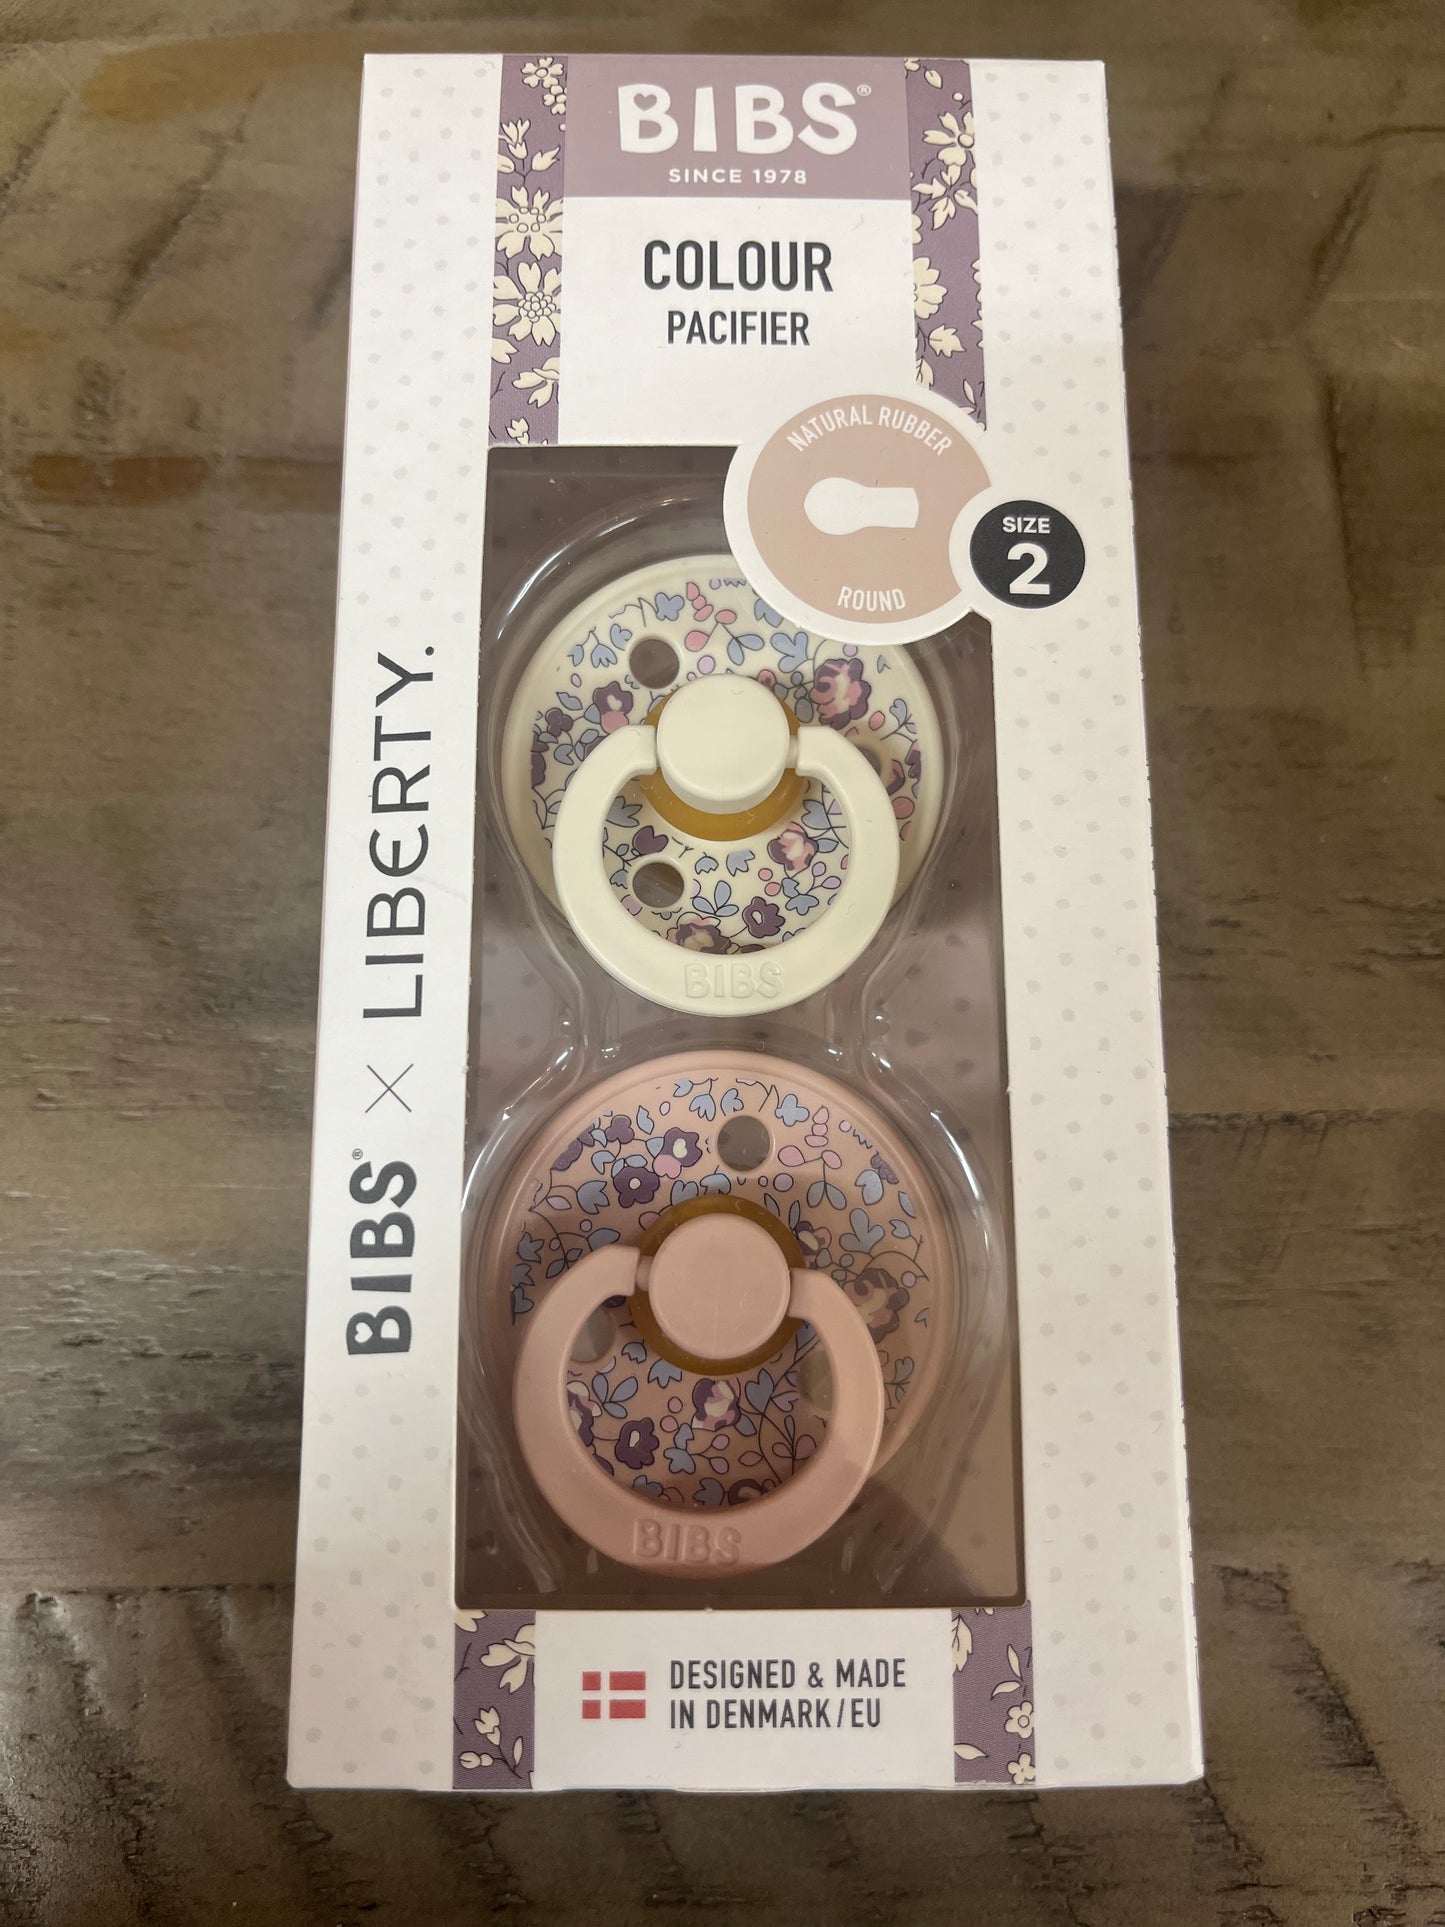 BIBS®
SINCE 1978
COLOUR
PACIFIER
NATURAL RUBBER
ROUND
SIZE
2
BIBS® × LIBERTY.
BIBS
BIBS
DESIGNED & MADE
IN DENMARK/EU